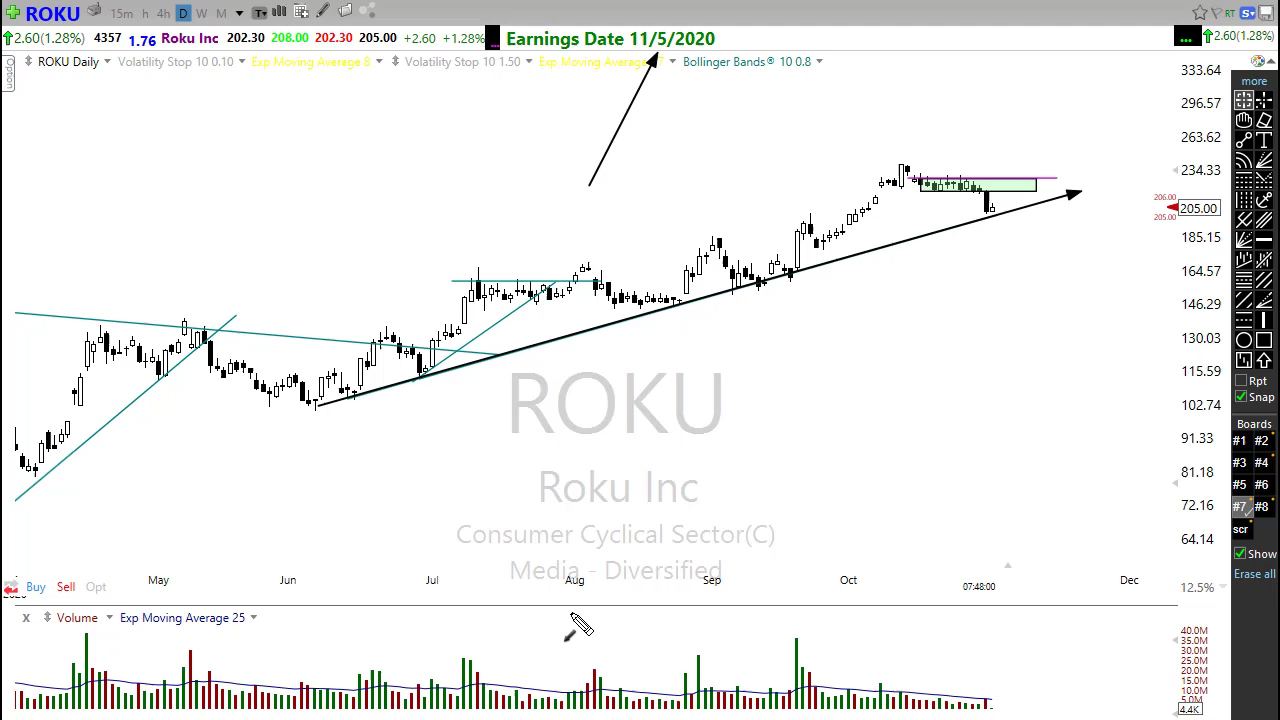 ROKU 15m h 4h D W M T RT S
2.60(1.28%) 4357 1.76 Roku Inc 202.30 208.00 202.30 205.00 +2.60 +1.28% ... Earnings Date 11/5/2020 ... 2.60(1.28%)
Option
ROKU Daily Volatility Stop 10 0.10 Exp Moving Average 8 Volatility Stop 10 1.50 Exp Moving Average Bollinger Bands® 10 0.8
333.64
296.57
263.62
234.33
206.00
205.00
205.00
185.15
164.57
146.29
130.03
115.59
102.74
91.33
81.18
72.16
64.14
more
Rpt
Snap
Boards
#1 #2
#3 #4
#5 #6
#7 #8
scr
Show
Erase all
ROKU
Roku Inc
Consumer Cyclical Sector(C)
Media - Diversified
May Jun Jul Aug Sep Oct Dec
Buy Sell Opt 07:48:00 12.5%
x Volume Exp Moving Average 25
40.0M
35.0M
30.0M
25.0M
20.0M
15.0M
10.0M
5.0M
4.4K